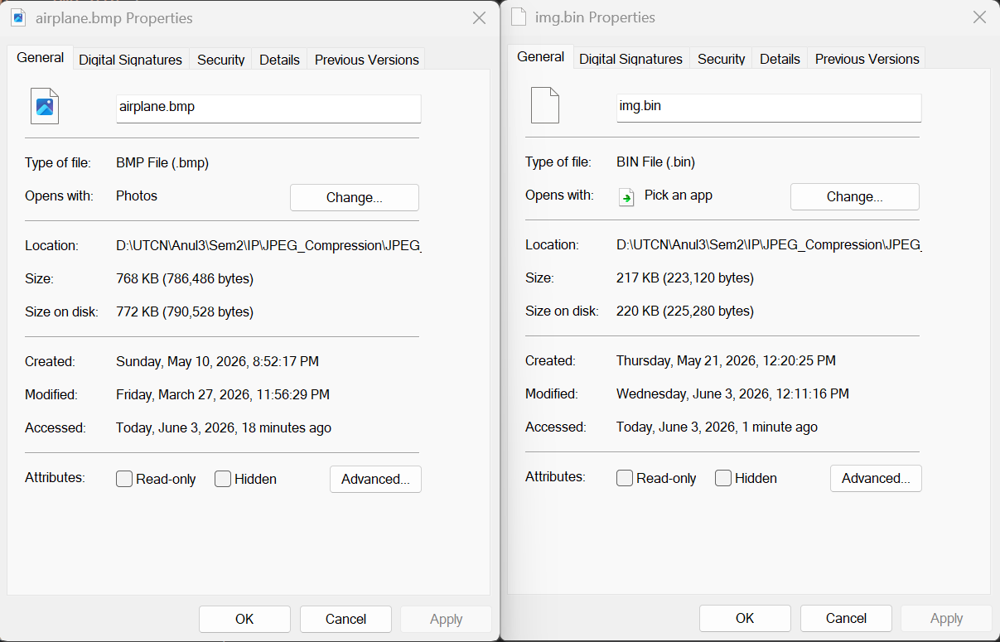 airplane.bmp Properties
General Digital Signatures Security Details Previous Versions
airplane.bmp
Type of file: BMP File (.bmp)
Opens with: Photos Change...
Location: D:\UTCN\Anul3\Sem2\IP\JPEG_Compression\JPEG_
Size: 768 KB (786,486 bytes)
Size on disk: 772 KB (790,528 bytes)
Created: Sunday, May 10, 2026, 8:52:17 PM
Modified: Friday, March 27, 2026, 11:56:29 PM
Accessed: Today, June 3, 2026, 18 minutes ago
Attributes: Read-only Hidden Advanced...
OK Cancel Apply
img.bin Properties
General Digital Signatures Security Details Previous Versions
img.bin
Type of file: BIN File (.bin)
Opens with: Pick an app Change...
Location: D:\UTCN\Anul3\Sem2\IP\JPEG_Compression\JPEG_
Size: 217 KB (223,120 bytes)
Size on disk: 220 KB (225,280 bytes)
Created: Thursday, May 21, 2026, 12:20:25 PM
Modified: Wednesday, June 3, 2026, 12:11:16 PM
Accessed: Today, June 3, 2026, 1 minute ago
Attributes: Read-only Hidden Advanced...
OK Cancel Apply